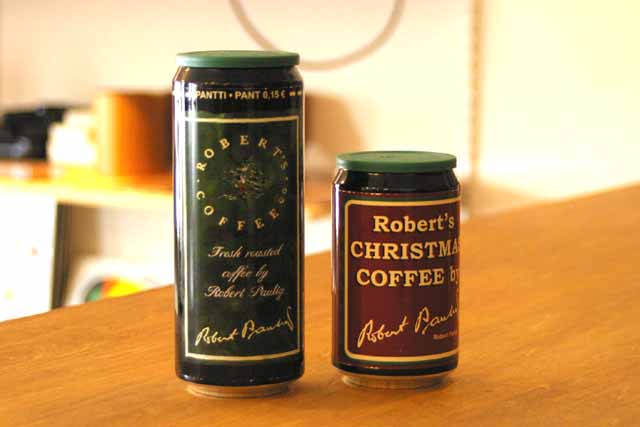 PANTTI • PANT 0,15 €
ROBERT'S COFFEE
Fresh roasted
coffee by
Robert Paulig
Robert Paulig
Robert's
CHRISTMAS
COFFEE by
Robert Paulig
Robert